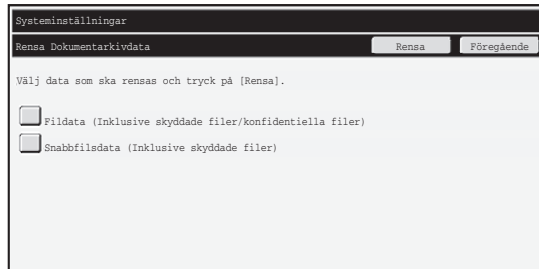 Systeminställningar
Rensa Dokumentarkivdata Rensa Föregående
Välj data som ska rensas och tryck på [Rensa].
Fildata (Inklusive skyddade filer/konfidentiella filer)
Snabbfilsdata (Inklusive skyddade filer)